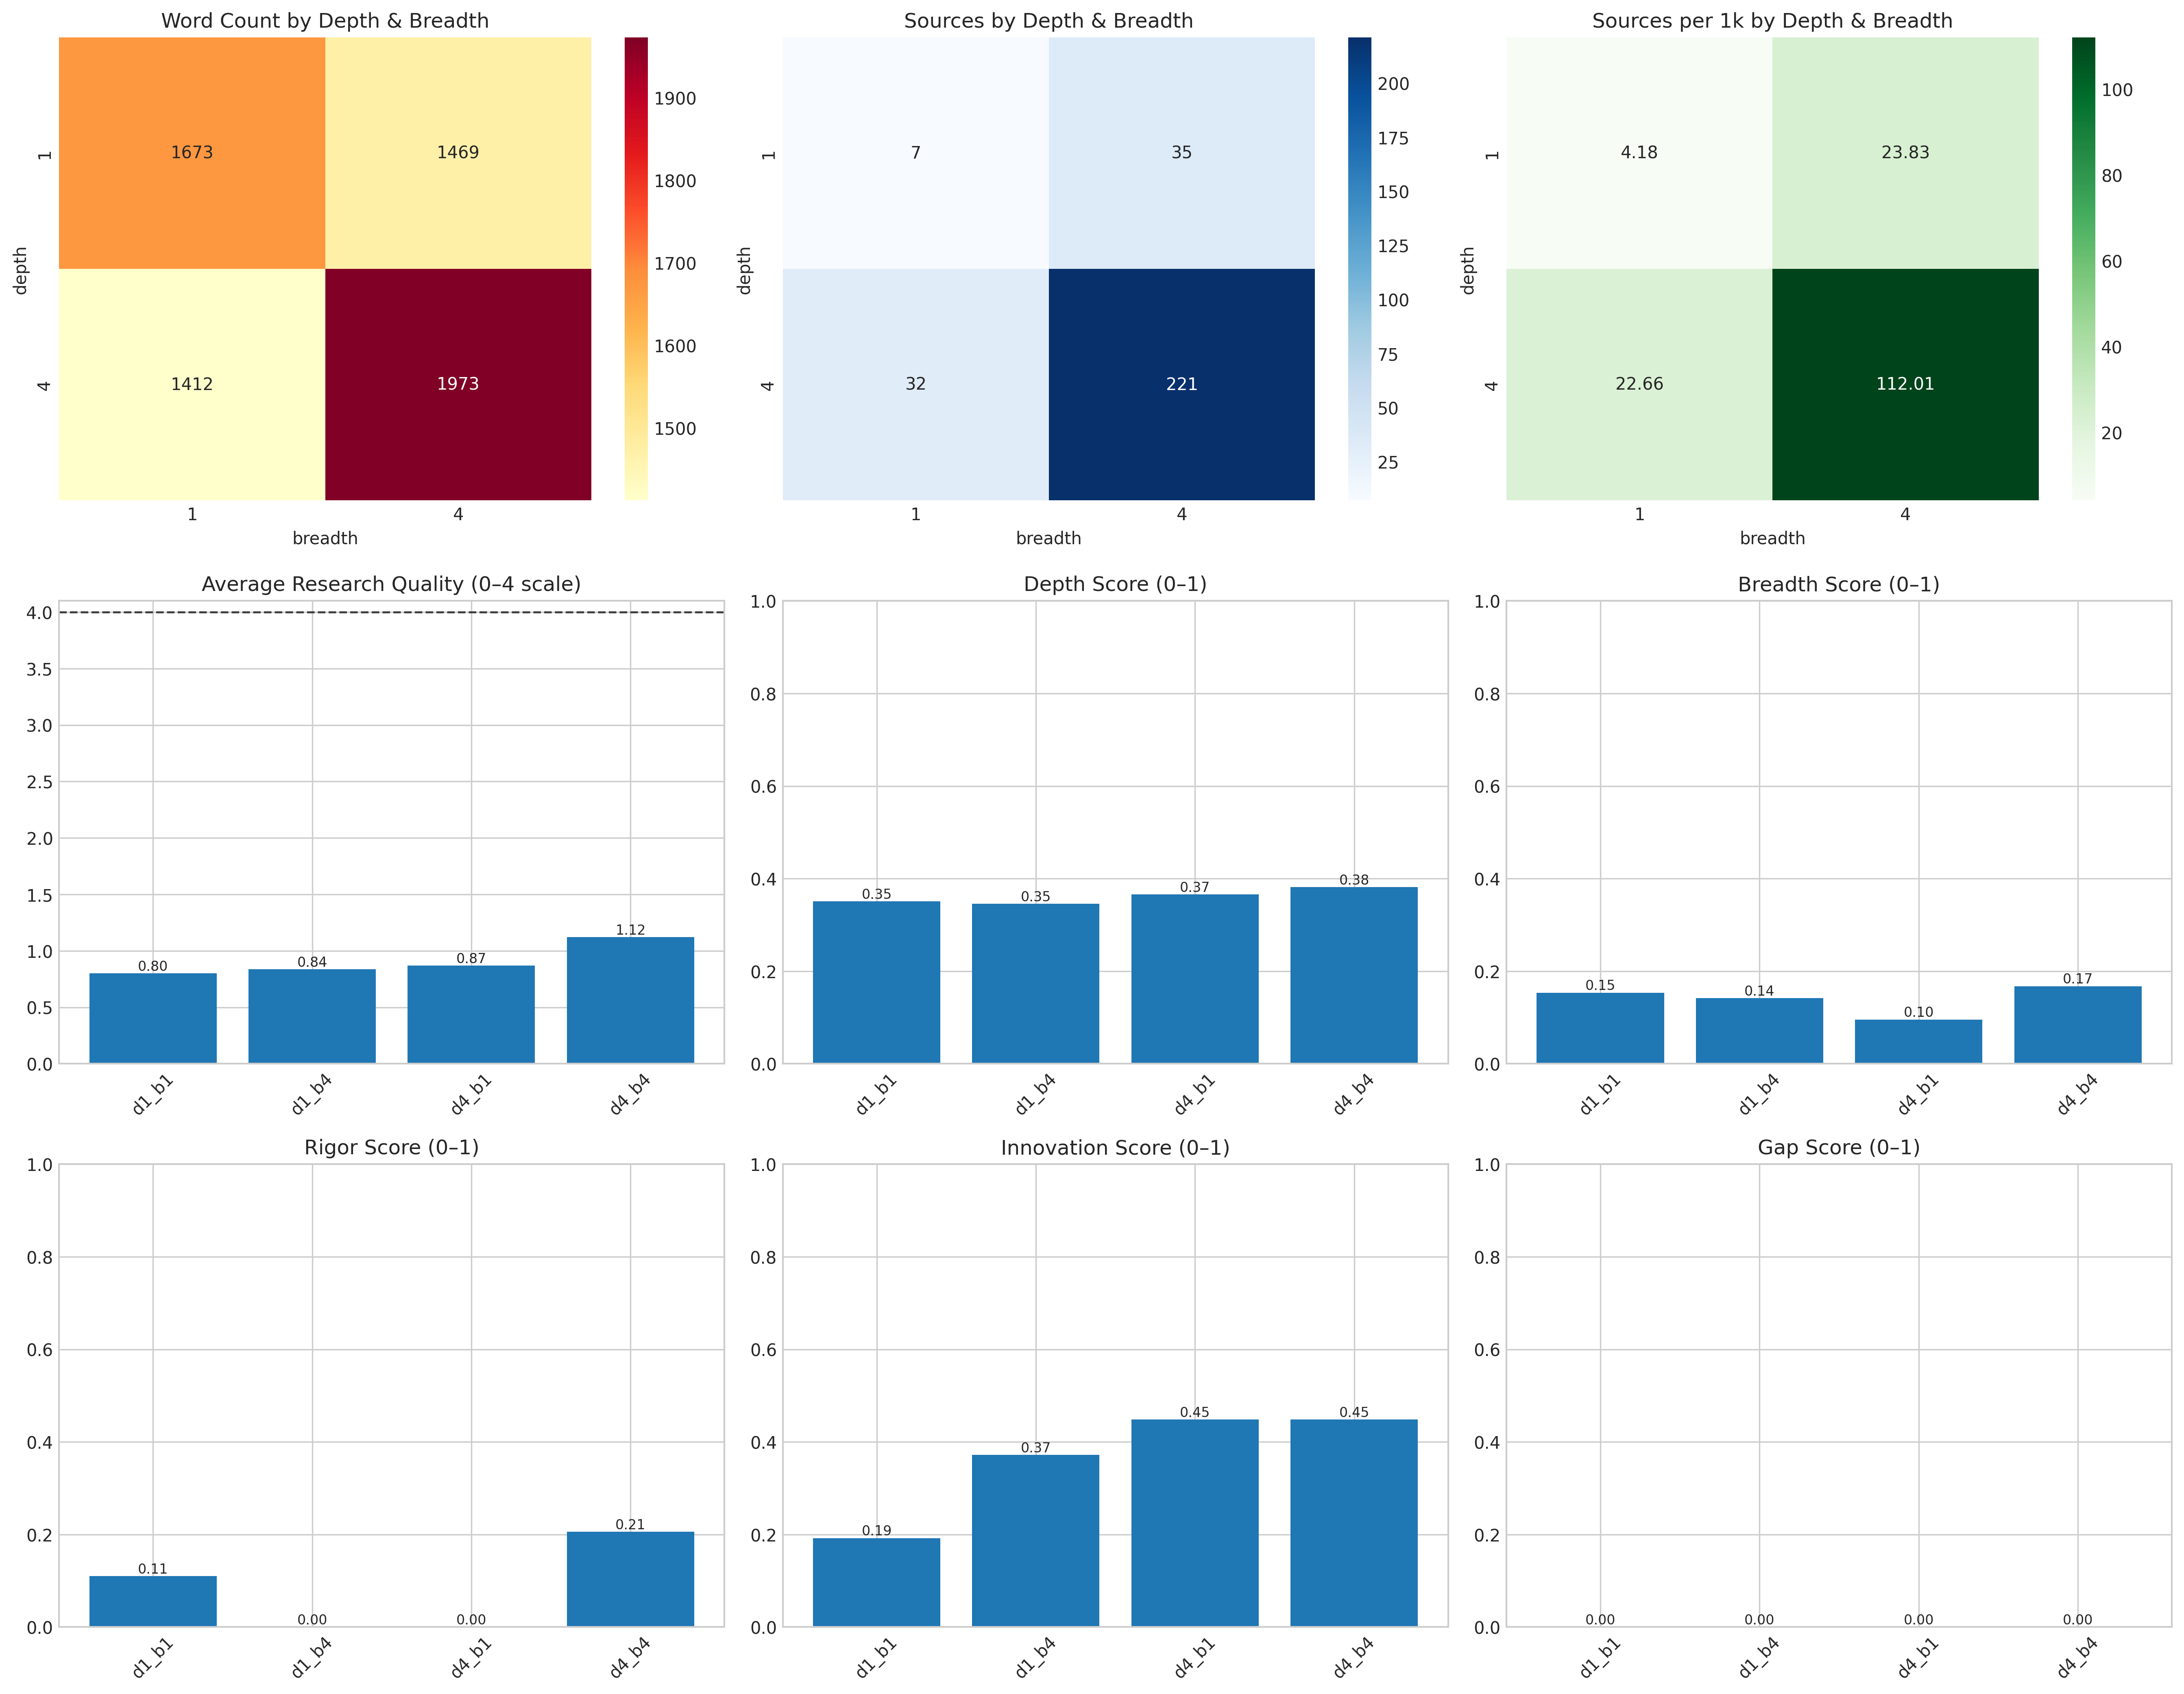 Word Count by Depth & Breadth
1673 1469
1412 1973
1
4
depth
1 4
breadth
1900
1800
1700
1600
1500
Sources by Depth & Breadth
7 35
32 221
1
4
depth
1 4
breadth
200
175
150
125
100
75
50
25
Sources per 1k by Depth & Breadth
4.18 23.83
22.66 112.01
1
4
depth
1 4
breadth
100
80
60
40
20
Average Research Quality (0–4 scale)
4.0
3.5
3.0
2.5
2.0
1.5
1.0
0.5
0.0
0.80 0.84 0.87 1.12
d1_b1 d1_b4 d4_b1 d4_b4
Depth Score (0–1)
1.0
0.8
0.6
0.4
0.2
0.0
0.35 0.35 0.37 0.38
d1_b1 d1_b4 d4_b1 d4_b4
Breadth Score (0–1)
1.0
0.8
0.6
0.4
0.2
0.0
0.15 0.14 0.10 0.17
d1_b1 d1_b4 d4_b1 d4_b4
Rigor Score (0–1)
1.0
0.8
0.6
0.4
0.2
0.0
0.11 0.00 0.00 0.21
d1_b1 d1_b4 d4_b1 d4_b4
Innovation Score (0–1)
1.0
0.8
0.6
0.4
0.2
0.0
0.19 0.37 0.45 0.45
d1_b1 d1_b4 d4_b1 d4_b4
Gap Score (0–1)
1.0
0.8
0.6
0.4
0.2
0.0
0.00 0.00 0.00 0.00
d1_b1 d1_b4 d4_b1 d4_b4